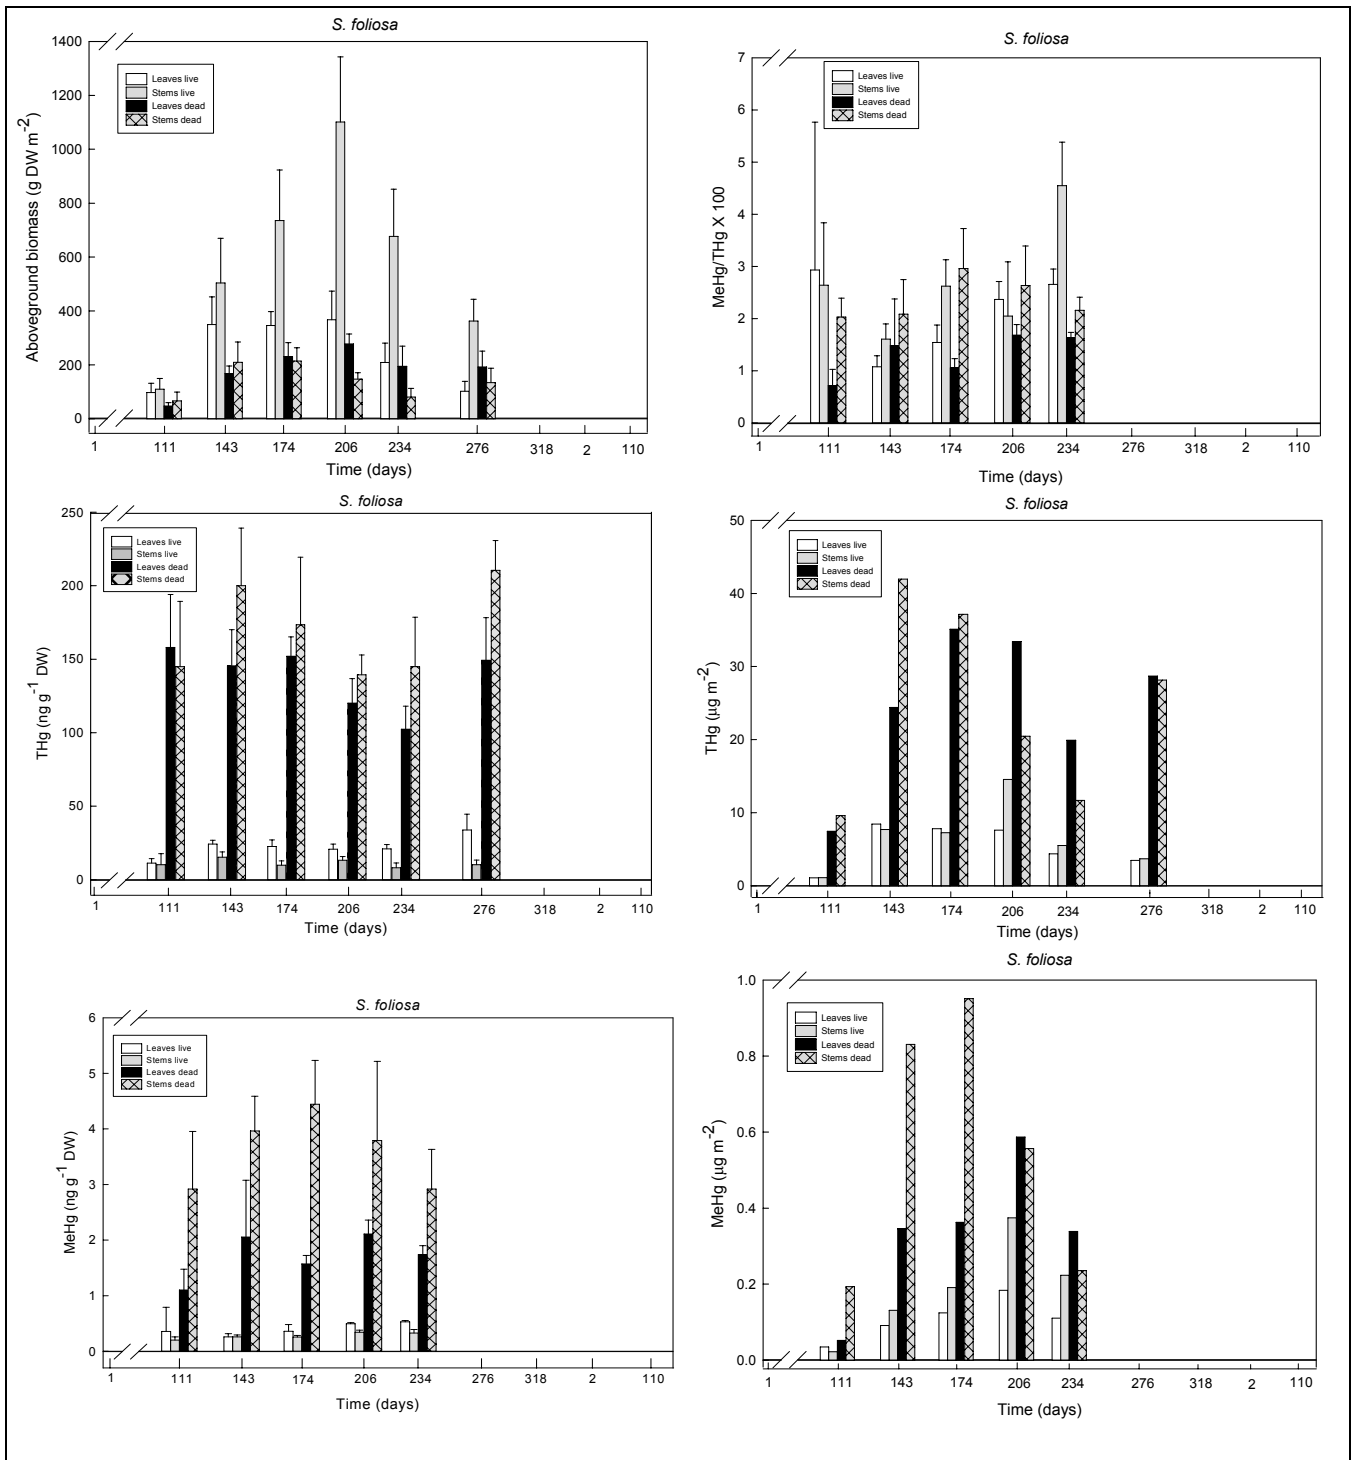 S. foliosa
1400
1200
1000
800
600
400
200
0
Aboveground biomass (g DW m-2)
Leaves live
Stems live
Leaves dead
Stems dead
1 111 143 174 206 234 276 318 2 110
Time (days)
S. foliosa
7
6
5
4
3
2
1
0
MeHg/THg X 100
Leaves live
Stems live
Leaves dead
Stems dead
1 111 143 174 206 234 276 318 2 110
Time (days)
S. foliosa
250
200
150
100
50
0
THg (ng g-1 DW)
Leaves live
Stems live
Leaves dead
Stems dead
1 111 143 174 206 234 276 318 2 110
Time (days)
S. foliosa
50
40
30
20
10
0
THg (µg m-2)
Leaves live
Stems live
Leaves dead
Stems dead
1 111 143 174 206 234 276 318 2 110
Time (days)
S. foliosa
6
5
4
3
2
1
0
MeHg (ng g-1 DW)
Leaves live
Stems live
Leaves dead
Stems dead
1 111 143 174 206 234 276 318 2 110
Time (days)
S. foliosa
1.0
0.8
0.6
0.4
0.2
0.0
MeHg (µg m-2)
Leaves live
Stems live
Leaves dead
Stems dead
1 111 143 174 206 234 276 318 2 110
Time (days)